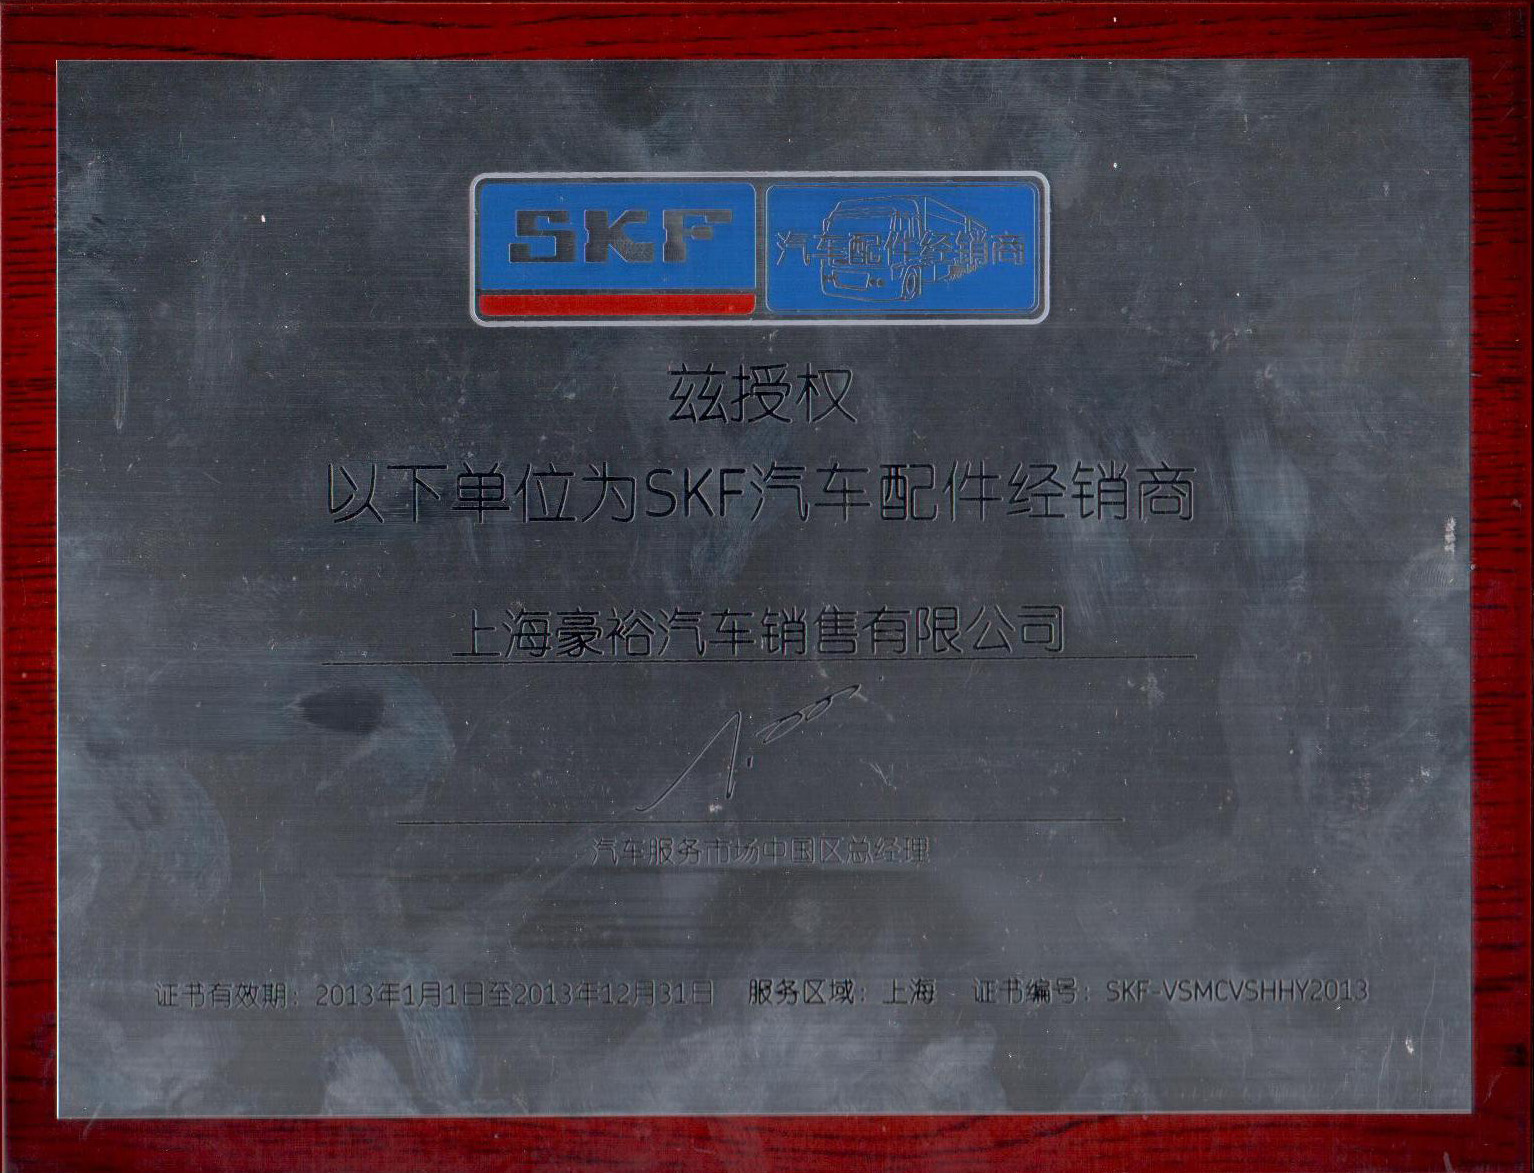 SKF 汽车配件经销商
兹授权
以下单位为SKF汽车配件经销商
上海豪裕汽车销售有限公司
汽车服务市场中国区总经理
证书有效期：2013年1月1日至2013年12月31日 服务区域：上海 证书编号：SKF-VSMCVSHHY2013